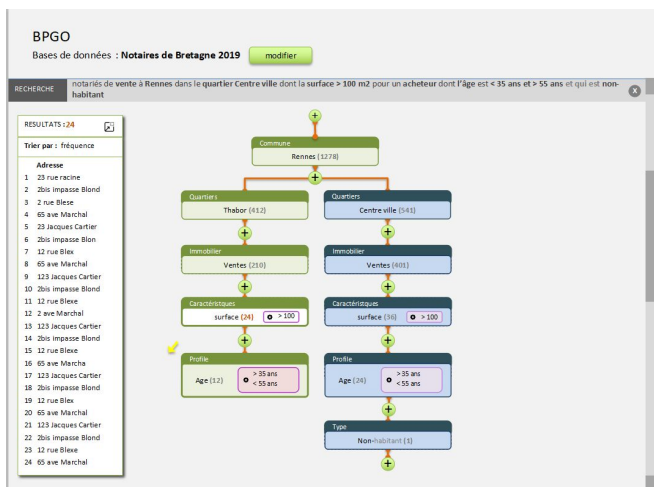 BPGO
Bases de données : Notaires de Bretagne 2019 modifier
RECHERCHE
notariés de vente à Rennes dans le quartier Centre ville dont la surface > 100 m2 pour un acheteur dont l'âge est < 35 ans et > 55 ans et qui est non-
habitant
X
RESULTATS :24
Trier par : fréquence
Adresse
1 23 rue racine
2 2bis impasse Blond
3 2 rue Blese
4 65 ave Marchal
5 23 Jacques Cartier
6 2bis impasse Blon
7 12 rue Blex
8 65 ave Marchal
9 123 Jacques Cartier
10 2bis impasse Blond
11 12 rue Blexe
12 2 ave Marchal
13 123 Jacques Cartier
14 2bis impasse Blond
15 12 rue Blexe
16 65 ave Marcha
17 123 Jacques Cartier
18 2bis impasse Blond
19 12 rue Blex
20 65 ave Marchal
21 123 Jacques Cartier
22 2bis impasse Blond
23 12 rue Blexe
24 65 ave Marchal
+
Commune
Rennes (1278)
+
Quartiers
Thabor (412)
+
Immobilier
Ventes (210)
+
Caractéristques
surface (24) > 100
+
Profile
Age (12)
> 35 ans
< 55 ans
Quartiers
Centre ville (541)
+
Immobilier
Ventes (401)
+
Caractéristques
surface (36) > 100
+
Profile
Age (24)
> 35 ans
< 55 ans
+
Type
Non-habitant (1)
+